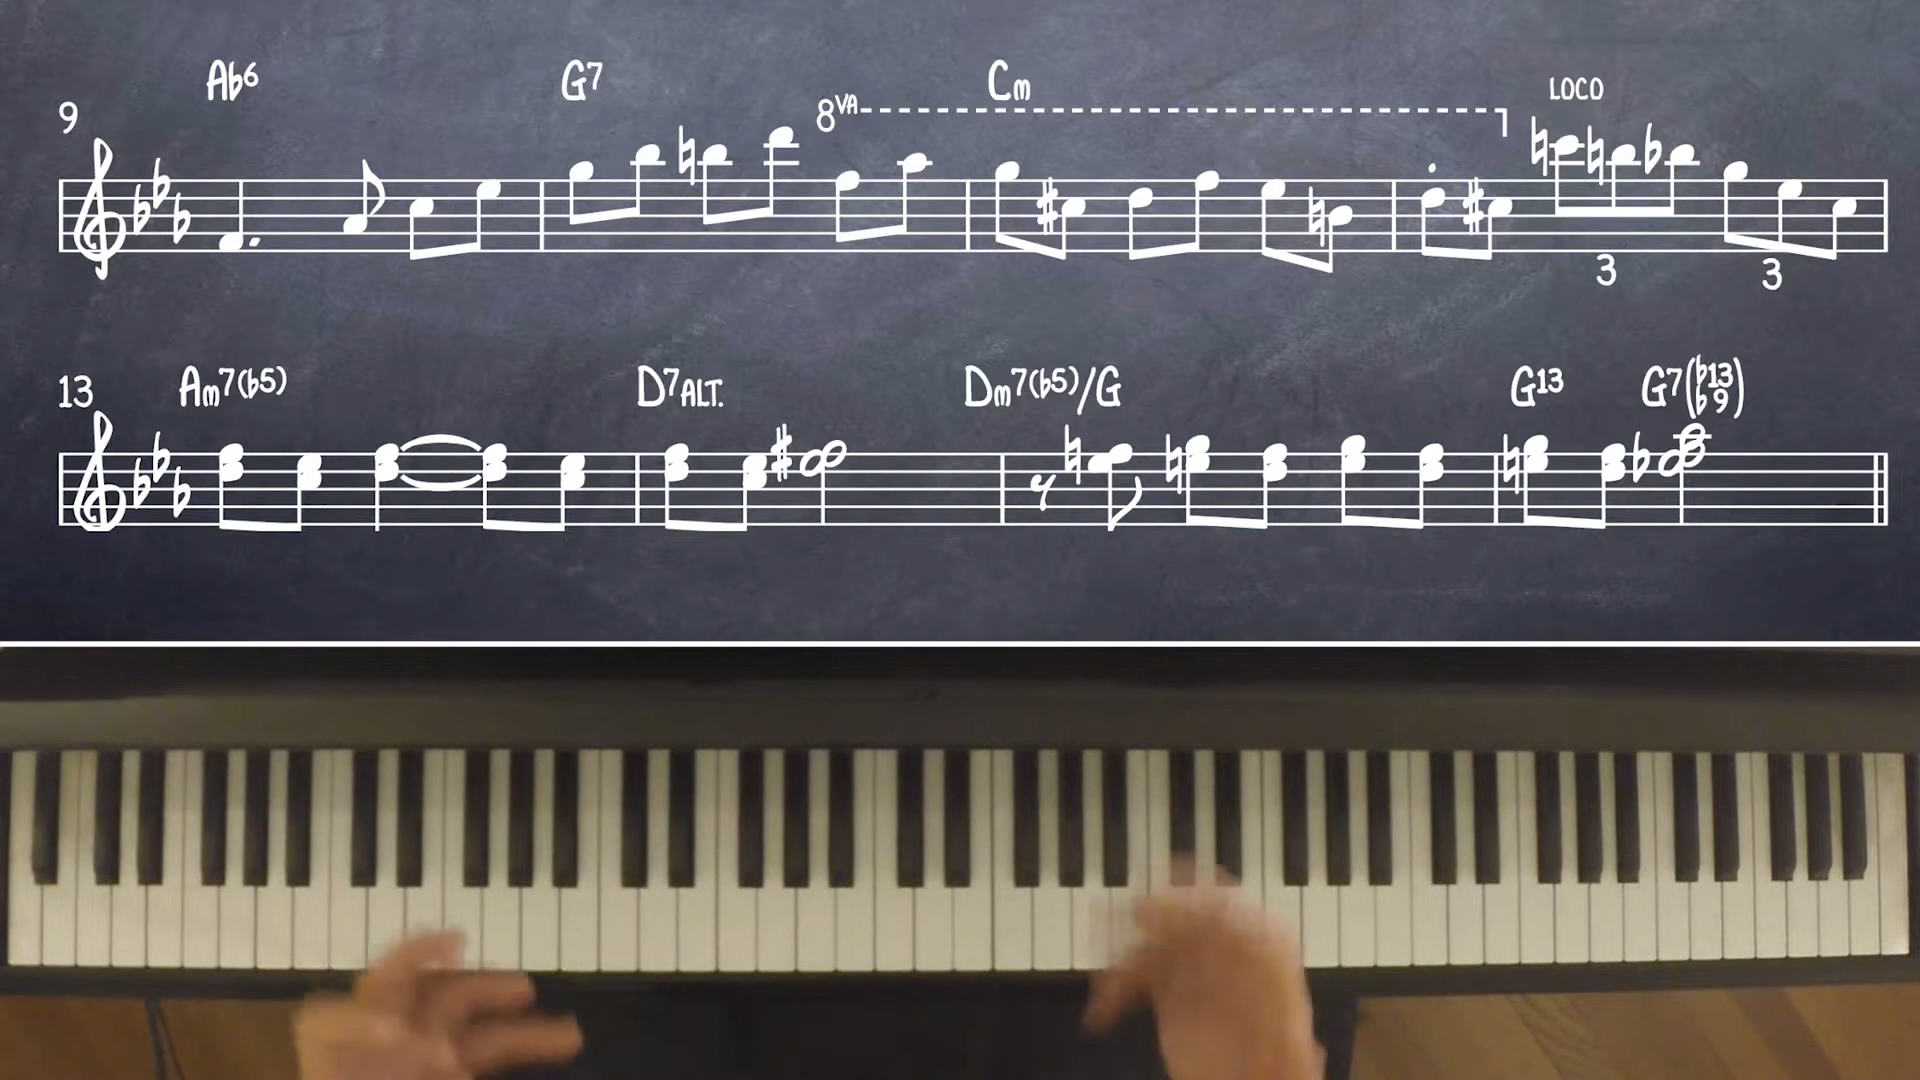 Ab6 G7 Cm LOCO
9 8VA
3 3
Am7(b5) D7ALT. Dm7(b5)/G G13 G7(b13 b9)
13